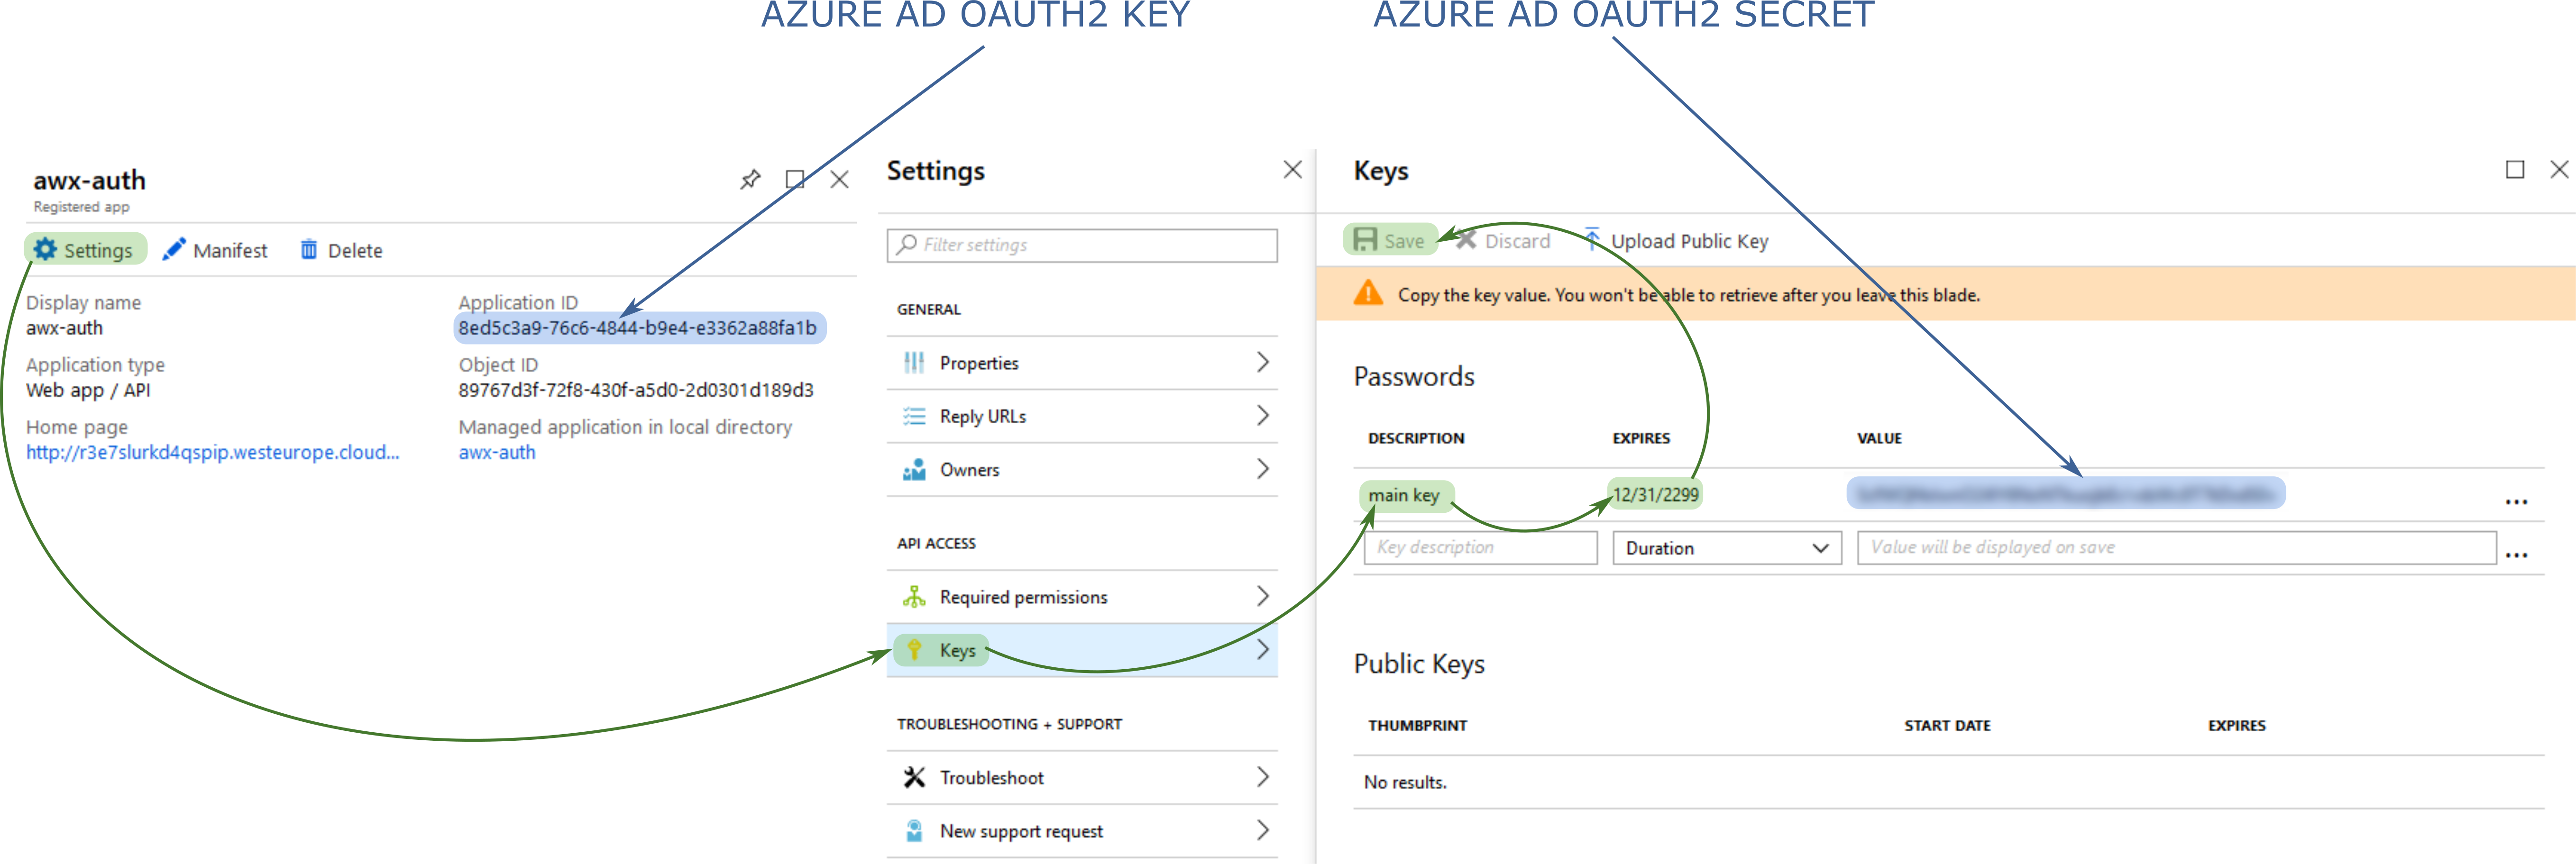 AZURE AD OAUTH2 KEY
AZURE AD OAUTH2 SECRET
awx-auth
Registered app
Settings
Manifest
Delete
Display name
awx-auth
Application type
Web app / API
Home page
http://r3e7slurkd4qspip.westeurope.cloud...
Application ID
8ed5c3a9-76c6-4844-b9e4-e3362a88fa1b
Object ID
89767d3f-72f8-430f-a5d0-2d0301d189d3
Managed application in local directory
awx-auth
Settings
Filter settings
GENERAL
Properties
Reply URLs
Owners
API ACCESS
Required permissions
Keys
TROUBLESHOOTING + SUPPORT
Troubleshoot
New support request
Keys
Save
Discard
Upload Public Key
Copy the key value. You won't be able to retrieve after you leave this blade.
Passwords
DESCRIPTION EXPIRES VALUE
main key 12/31/2299
...
Key description Duration Value will be displayed on save
...
Public Keys
THUMBPRINT START DATE EXPIRES
No results.